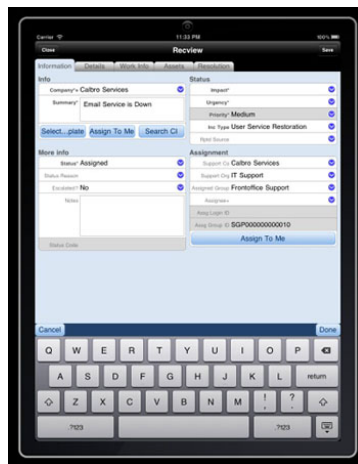 Carrier 11:33 PM 100%
Close Recview Save
Information Details Work Info Assets Resolution
Info
Company*+ Calbro Services
Summary* Email Service is Down
Select...plate Assign To Me Search CI
Status
Impact*
Urgency*
Priority* Medium
Inc Type User Service Restoration
Rptd Source
More info
Status* Assigned
Status Reason
Escalated? No
Notes
Status Code
Assignment
Support Co Calbro Services
Support Org IT Support
Assigned Group Frontoffice Support
Assignee+
Assg Login ID
Assg Group ID SGP000000000010
Assign To Me
Cancel Done
Q W E R T Y U I O P
A S D F G H J K L return
Z X C V B N M ! , ? .
.?123 .?123